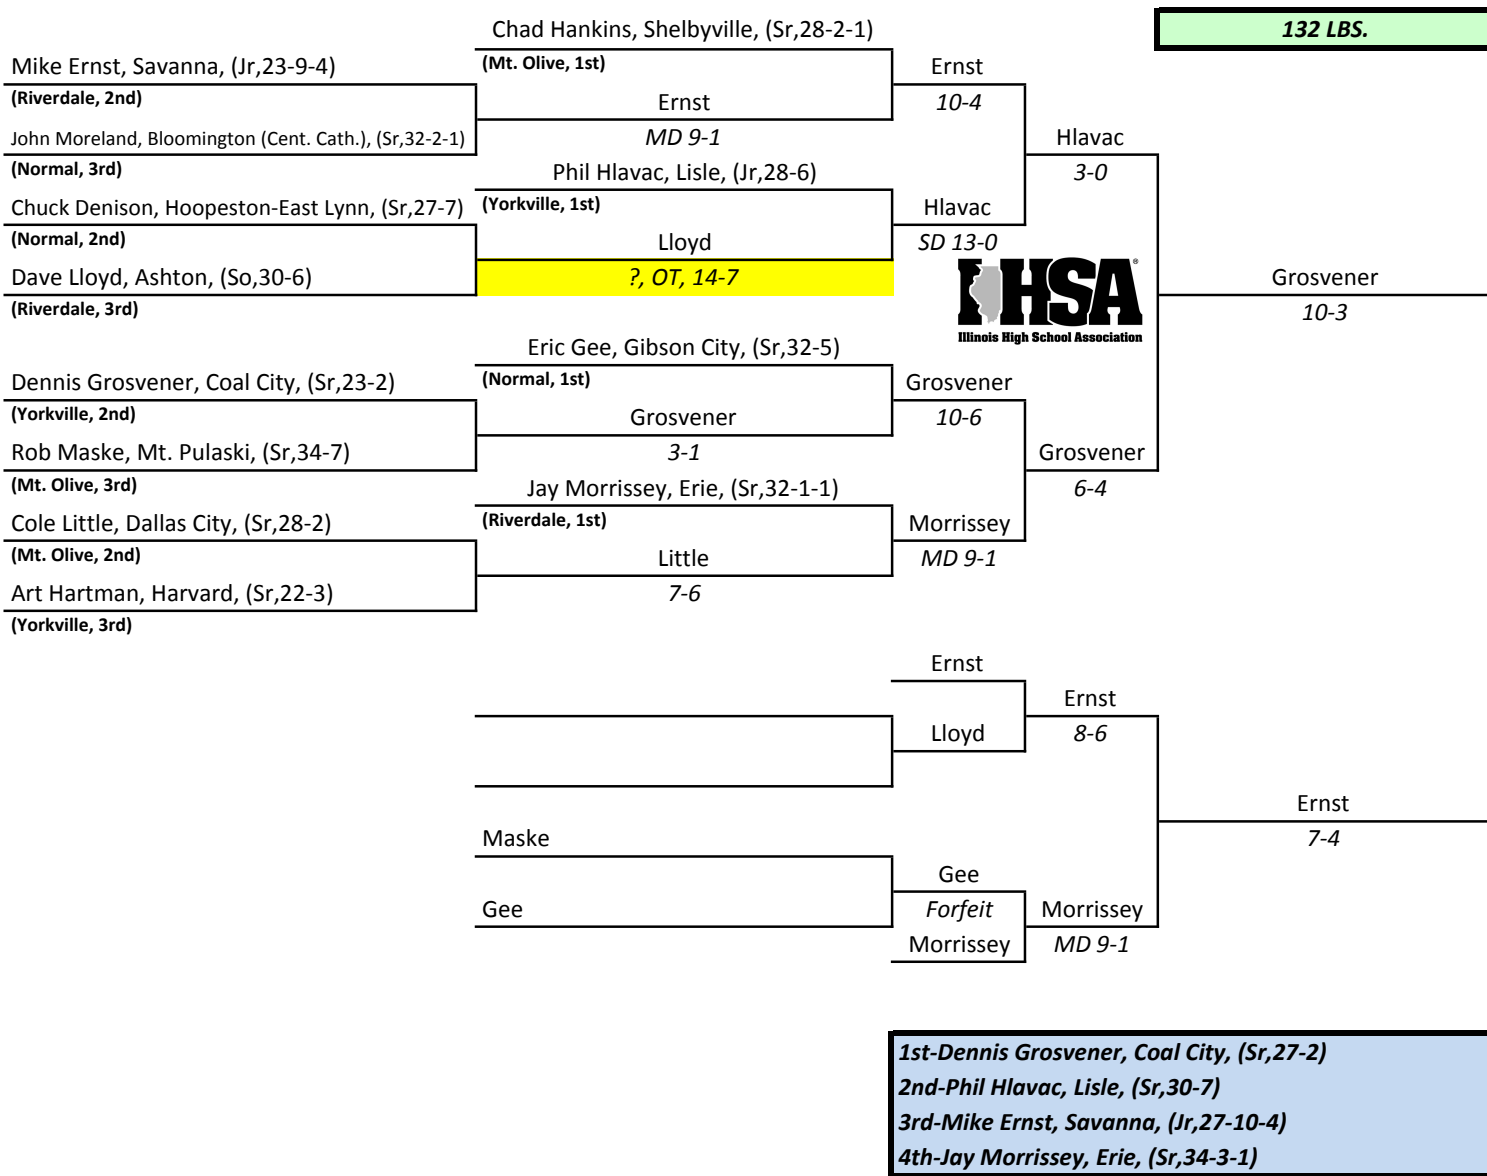 Chad Hankins, Shelbyville, (Sr,28-2-1)
132 LBS.
Mike Ernst, Savanna, (Jr,23-9-4)
(Mt. Olive, 1st)
Ernst
(Riverdale, 2nd)
Ernst
10-4
John Moreland, Bloomington (Cent. Cath.), (Sr,32-2-1)
MD 9-1
Hlavac
(Normal, 3rd)
Phil Hlavac, Lisle, (Jr,28-6)
3-0
Chuck Denison, Hoopeston-East Lynn, (Sr,27-7)
(Yorkville, 1st)
Hlavac
(Normal, 2nd)
Lloyd
SD 13-0
Dave Lloyd, Ashton, (So,30-6)
?, OT, 14-7
IHSA®
Illinois High School Association
Grosvener
(Riverdale, 3rd)
10-3
Eric Gee, Gibson City, (Sr,32-5)
Dennis Grosvener, Coal City, (Sr,23-2)
(Normal, 1st)
Grosvener
(Yorkville, 2nd)
Grosvener
10-6
Rob Maske, Mt. Pulaski, (Sr,34-7)
3-1
Grosvener
(Mt. Olive, 3rd)
Jay Morrissey, Erie, (Sr,32-1-1)
6-4
Cole Little, Dallas City, (Sr,28-2)
(Riverdale, 1st)
Morrissey
(Mt. Olive, 2nd)
Little
MD 9-1
Art Hartman, Harvard, (Sr,22-3)
7-6
(Yorkville, 3rd)
Ernst
Ernst
Lloyd
8-6
Ernst
Maske
7-4
Gee
Gee
Forfeit
Morrissey
Morrissey
MD 9-1
1st-Dennis Grosvener, Coal City, (Sr,27-2)
2nd-Phil Hlavac, Lisle, (Sr,30-7)
3rd-Mike Ernst, Savanna, (Jr,27-10-4)
4th-Jay Morrissey, Erie, (Sr,34-3-1)